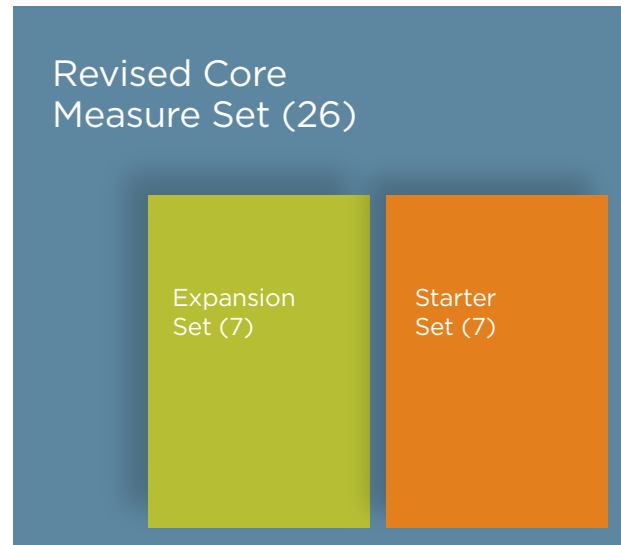 Revised Core
Measure Set (26)
Expansion
Set (7)
Starter
Set (7)